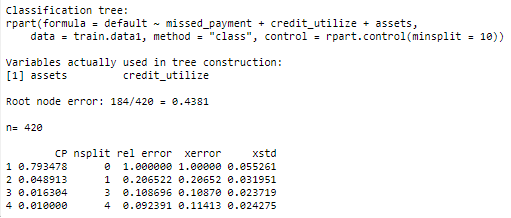 Classification tree:
rpart(formula = default ~ missed_payment + credit_utilize + assets,
    data = train.data1, method = "class", control = rpart.control(minsplit = 10))

Variables actually used in tree construction:
[1] assets         credit_utilize

Root node error: 184/420 = 0.4381

n= 420

        CP nsplit rel error  xerror     xstd
1 0.793478      0  1.000000 1.00000 0.055261
2 0.048913      1  0.206522 0.20652 0.031951
3 0.016304      3  0.108696 0.10870 0.023719
4 0.010000      4  0.092391 0.11413 0.024275